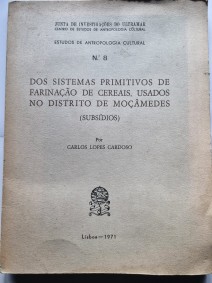 JUNTA DE INVESTIGAÇÕES DO ULTRAMAR
CENTRO DE ESTUDOS DE ANTROPOLOGIA CULTURAL
ESTUDOS DE ANTROPOLOGIA CULTURAL
N.º 8
DOS SISTEMAS PRIMITIVOS DE
FARINAÇÃO DE CEREAIS, USADOS
NO DISTRITO DE MOÇÂMEDES
(SUBSÍDIOS)
Por
CARLOS LOPES CARDOSO
Lisboa — 1971